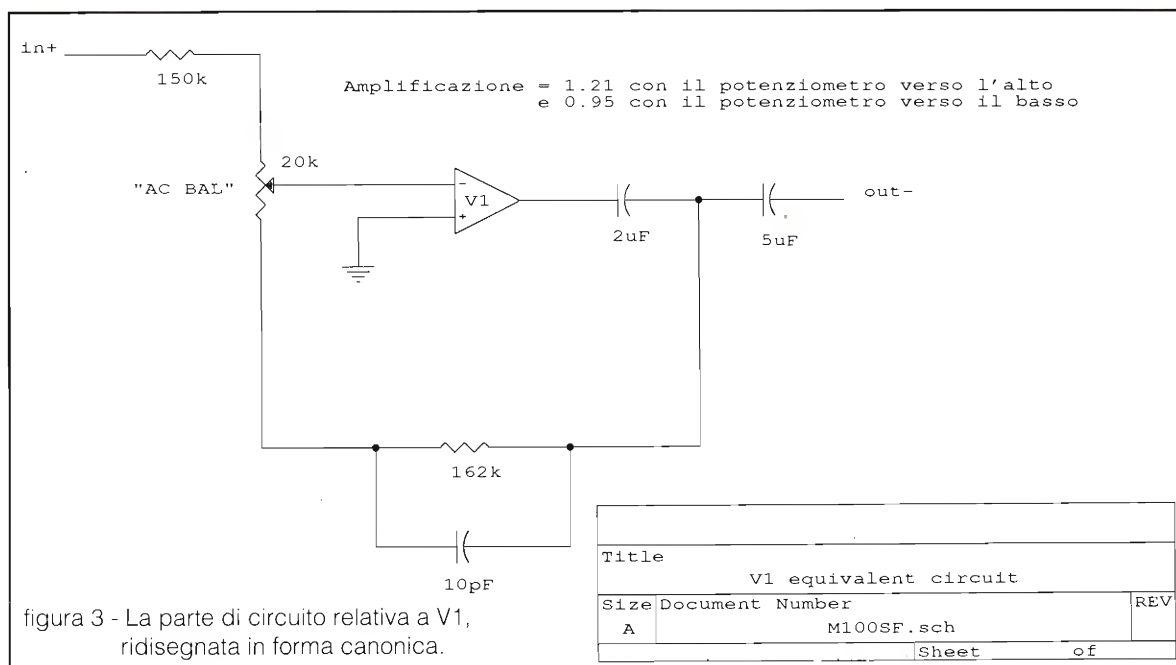 in+
150k
Amplificazione = 1.21 con il potenziometro verso l'alto
e 0.95 con il potenziometro verso il basso
20k
"AC BAL"
-
V1
+
2uF
5uF
out-
162k
10pF
figura 3 - La parte di circuito relativa a V1,
ridisegnata in forma canonica.
Title
V1 equivalent circuit
Size Document Number REV
A M100SF.sch
Sheet of